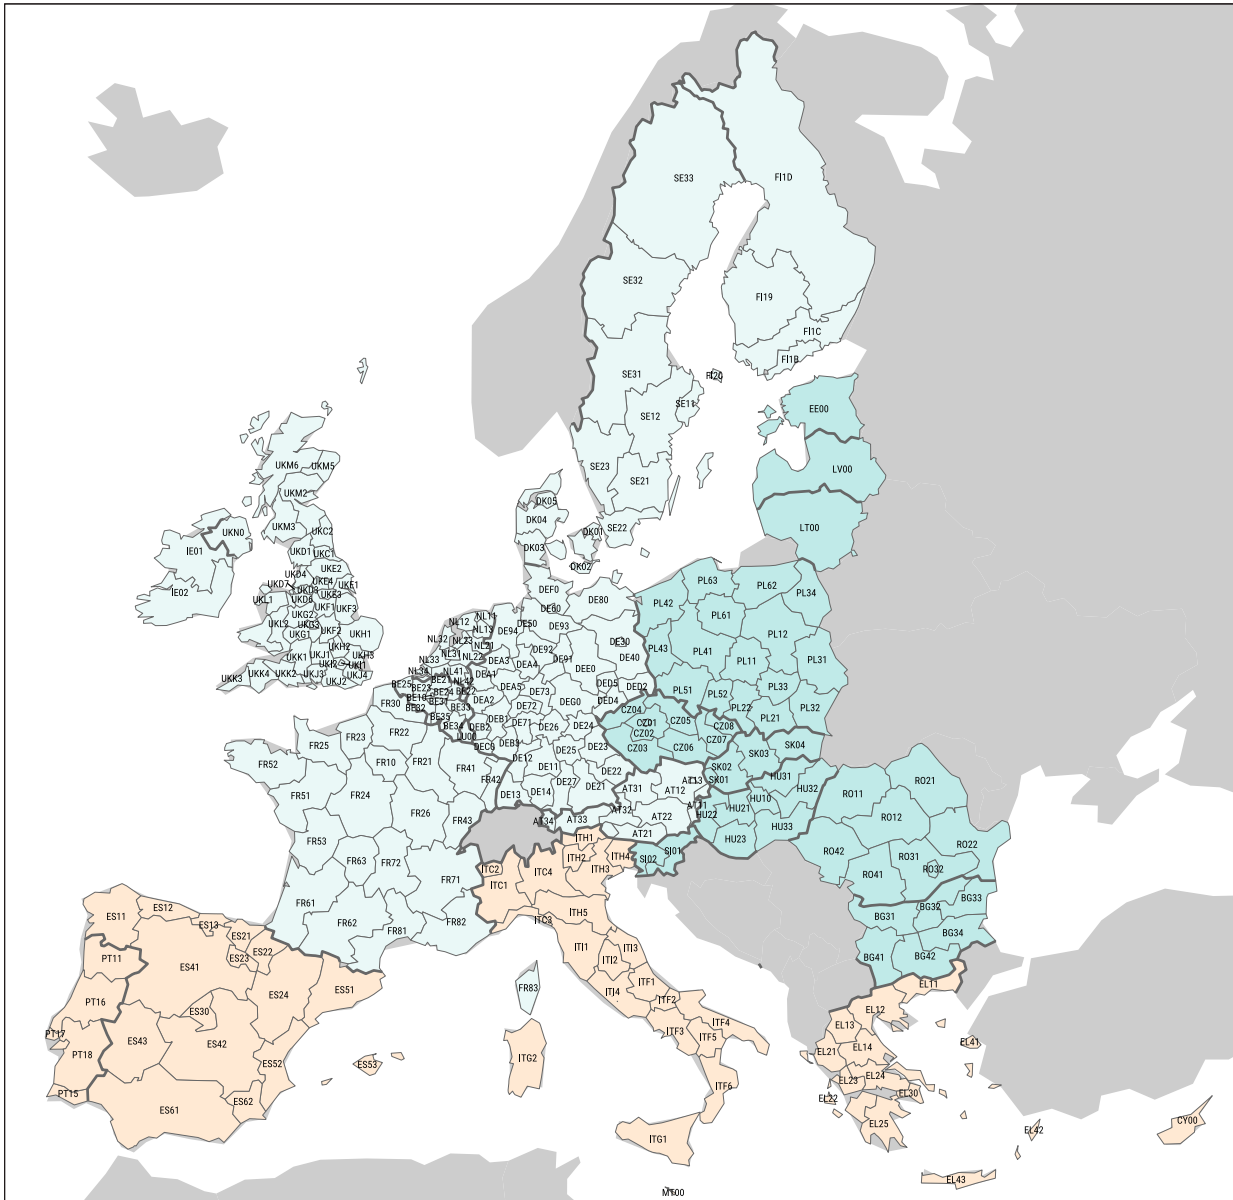 SE33
FI1D
SE32
FI19
FI1C
FI1B
SE31
FI20
SE11
SE12
EE00
SE23
LV00
SE21
UKM6
UKM5
UKM2
DK05
DK04
SE22
LT00
UKM3
UKC2
UKN0
DK01
DK03
IE01
UKD1
UKC1
DK02
UKE2
UKD4
UKE4
UKE1
UKD7
UKD3
UKE3
IE02
UKL1
UKD6
UKF1
UKF3
UKG2
UKG3
UKL2
UKG1
UKF2
UKH1
UKH2
UKK1
UKJ1
UKH3
UKI2
UKI1
UKK3
UKK4
UKK2
UKJ3
UKJ4
UKJ2
DEF0
DE80
DE60
DE50
DE93
DE94
DE92
DE91
DE30
DE40
DEE0
DEA3
DEA4
DEA1
DEA5
DE73
DED5
DED2
DED4
DEG0
DEA2
DE72
DEB1
DE71
DE26
DE24
DEB2
DEB3
DEC0
DE25
DE23
DE12
DE11
DE22
DE27
DE21
DE13
DE14
NL11
NL12
NL13
NL32
NL23
NL21
NL31
NL22
NL33
NL34
NL41
NL42
BE25
BE21
BE23
BE24
BE22
BE10
BE31
BE32
BE33
BE35
BE34
LU00
PL63
PL62
PL34
PL42
PL61
PL12
PL43
PL41
PL11
PL31
PL33
PL51
PL52
PL22
PL21
PL32
CZ04
CZ01
CZ02
CZ05
CZ08
CZ03
CZ06
CZ07
SK03
SK04
SK02
SK01
FR30
FR22
FR23
FR25
FR10
FR21
FR41
FR42
FR52
FR51
FR24
FR26
FR43
FR53
FR63
FR72
FR71
FR61
FR62
FR81
FR82
FR83
AT13
AT31
AT12
AT11
AT32
AT22
AT33
AT34
AT21
HU31
HU32
HU10
HU21
HU22
HU33
HU23
RO21
RO11
RO12
RO22
RO42
RO31
RO32
RO41
SI01
SI02
ITH1
ITH2
ITH4
ITH3
ITC2
ITC4
ITC1
ITH5
ITC3
ITI1
ITI3
ITI2
ITI4
ITF1
ITF2
ITF4
ITF3
ITF5
ITF6
ITG2
ITG1
BG33
BG32
BG31
BG34
BG42
BG41
ES11
ES12
ES13
ES21
ES22
ES23
ES41
ES24
ES51
ES30
ES43
ES42
ES52
ES53
ES62
ES61
PT11
PT16
PT17
PT18
PT15
EL11
EL12
EL13
EL14
EL41
EL21
EL24
EL23
EL30
EL22
EL25
EL42
EL43
CY00
MT00